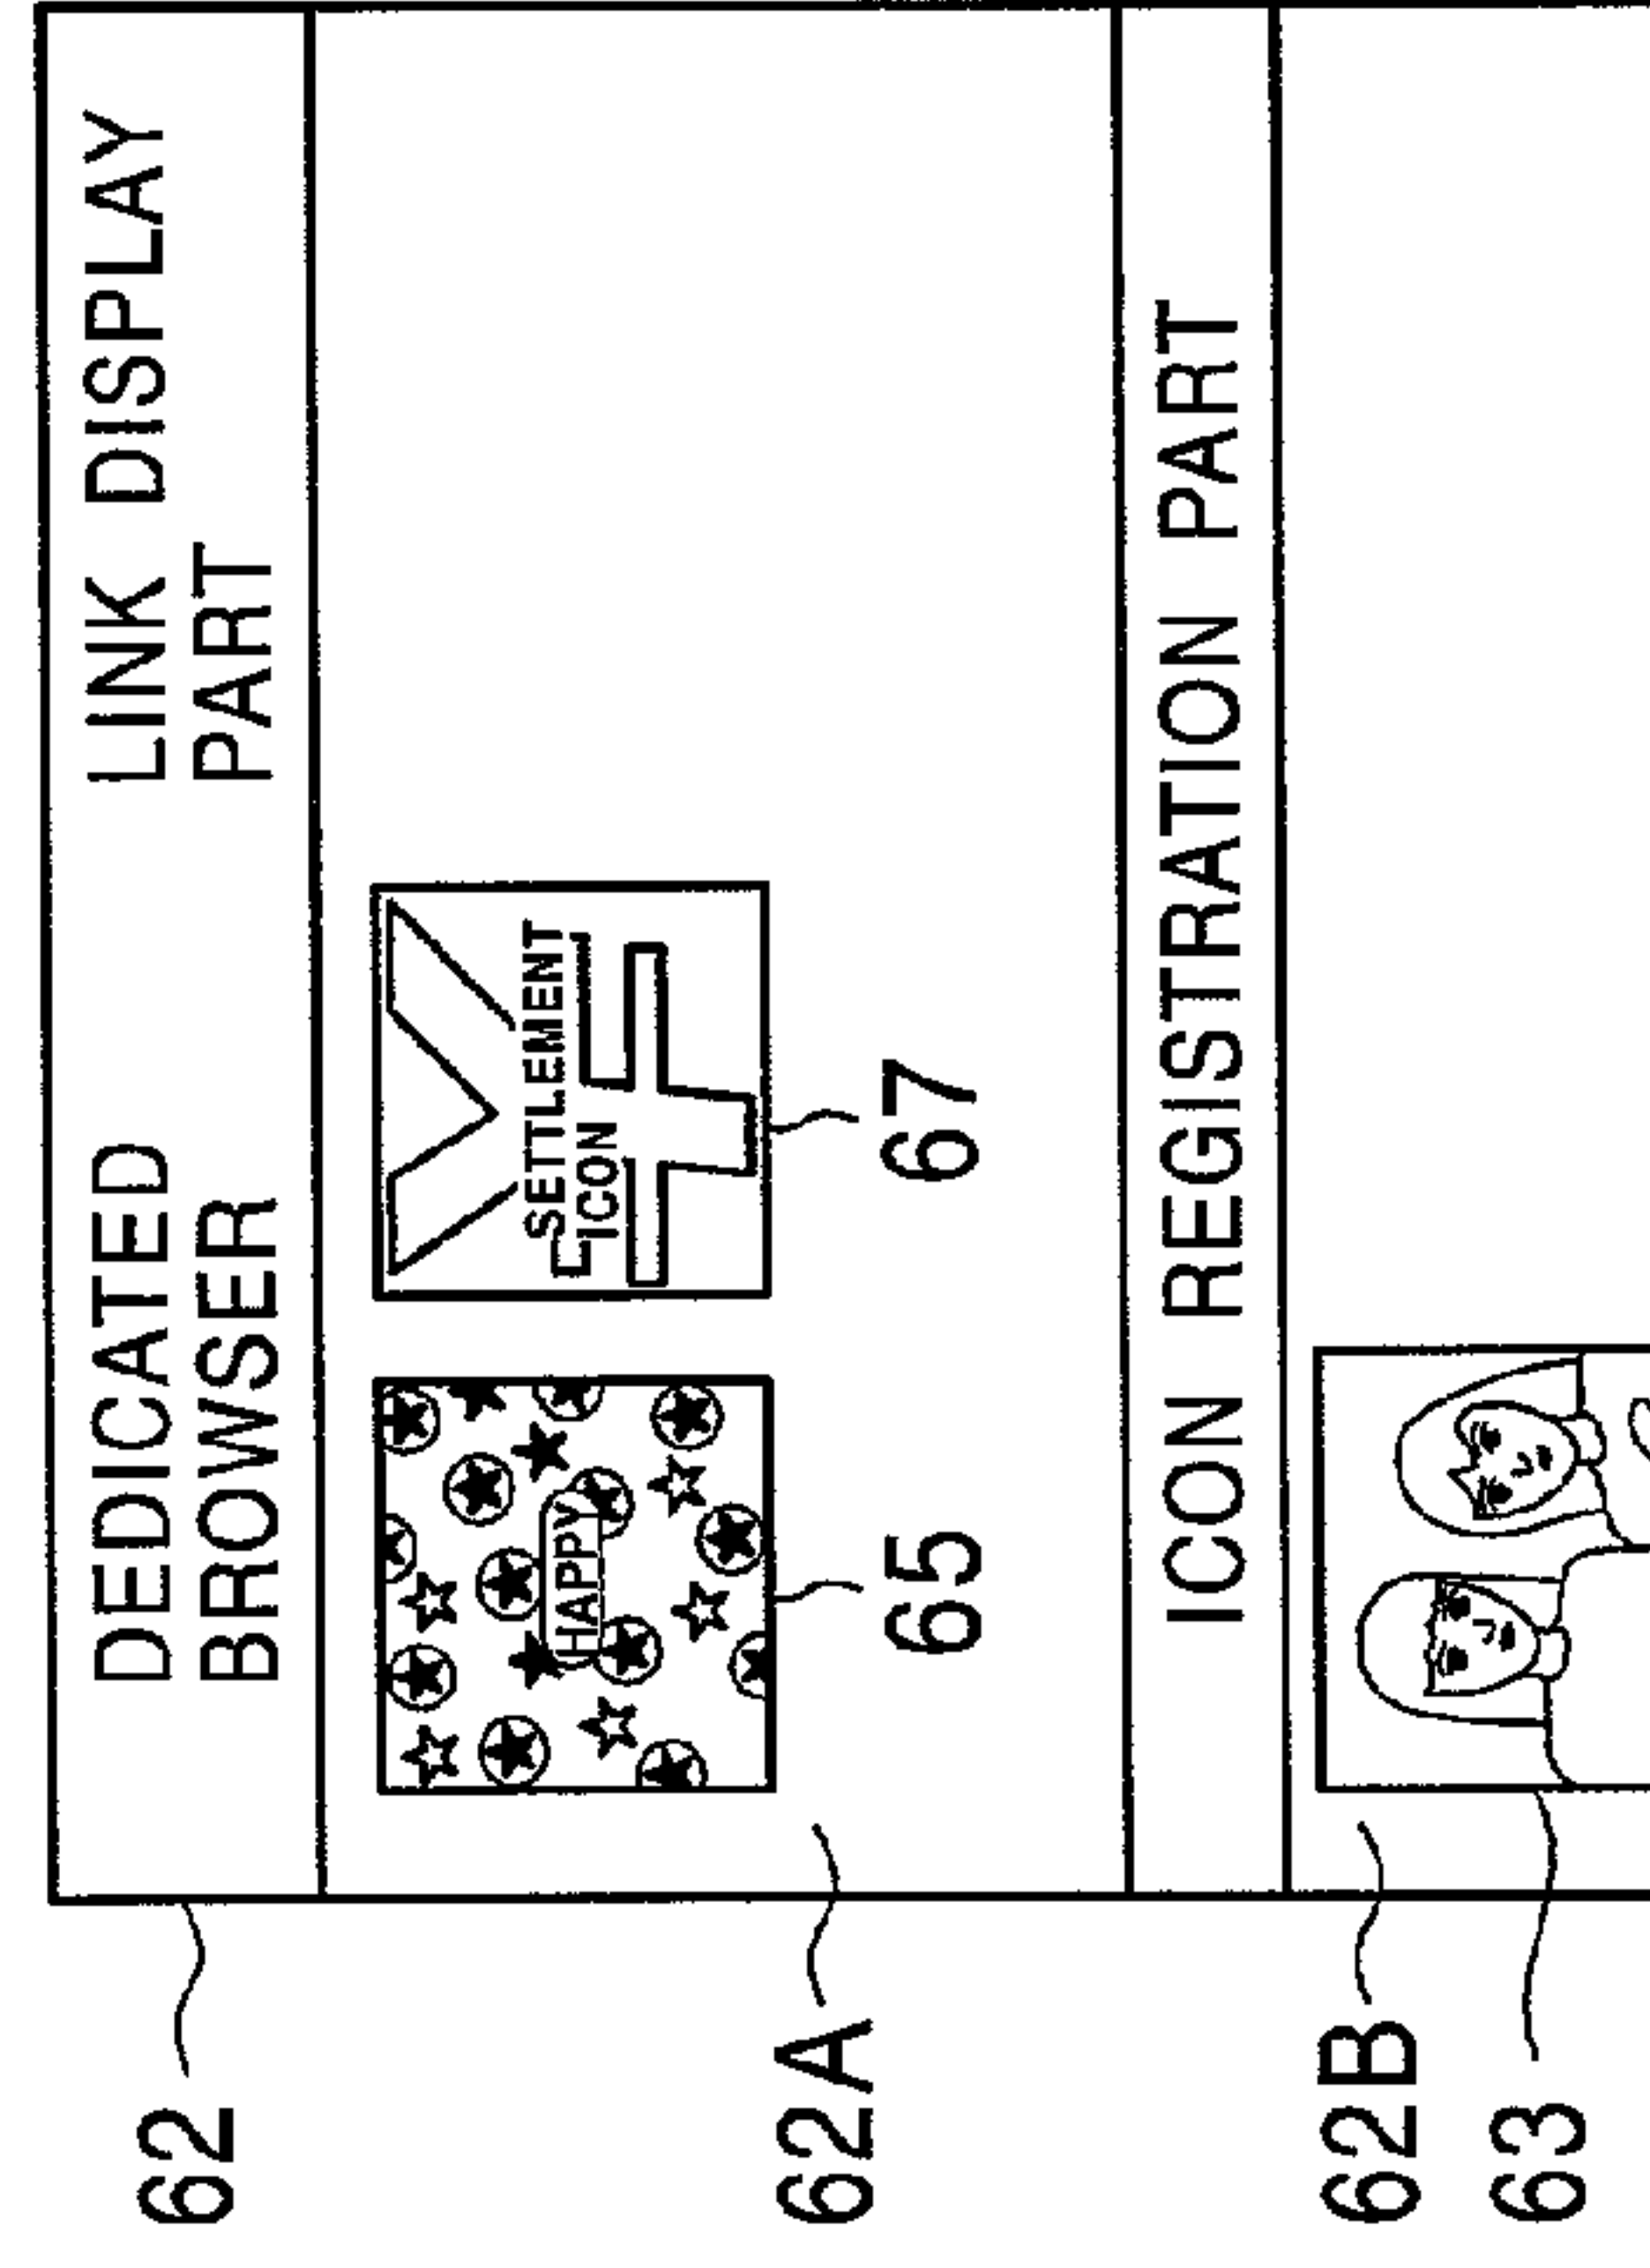 DEDICATED BROWSER
LINK DISPLAY PART
HAPPY
SETTLEMENT
ICON
65
67
ICON REGISTRATION PART
62
62A
62B
63